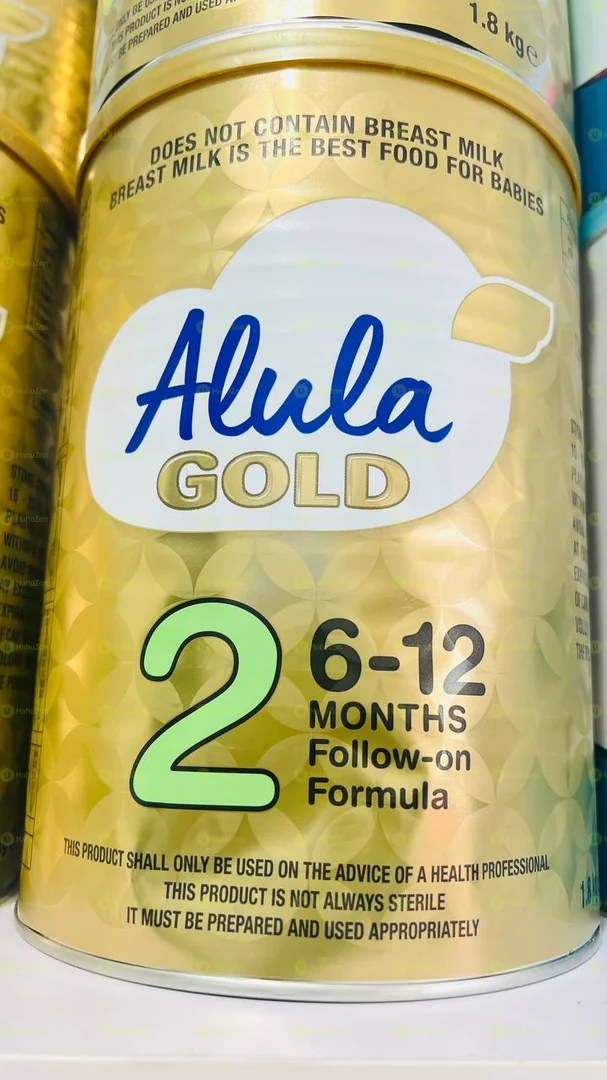 1.8 kg e
DOES NOT CONTAIN BREAST MILK
BREAST MILK IS THE BEST FOOD FOR BABIES
Alula
GOLD
2
6-12
MONTHS
Follow-on
Formula
THIS PRODUCT SHALL ONLY BE USED ON THE ADVICE OF A HEALTH PROFESSIONAL
THIS PRODUCT IS NOT ALWAYS STERILE
IT MUST BE PREPARED AND USED APPROPRIATELY
HahuZon